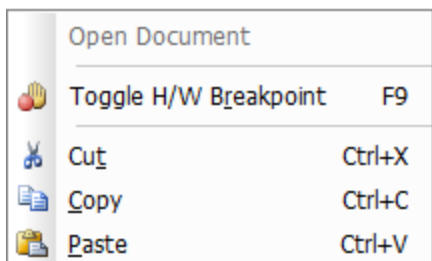 Open Document
Toggle H/W Breakpoint F9
Cut Ctrl+X
Copy Ctrl+C
Paste Ctrl+V